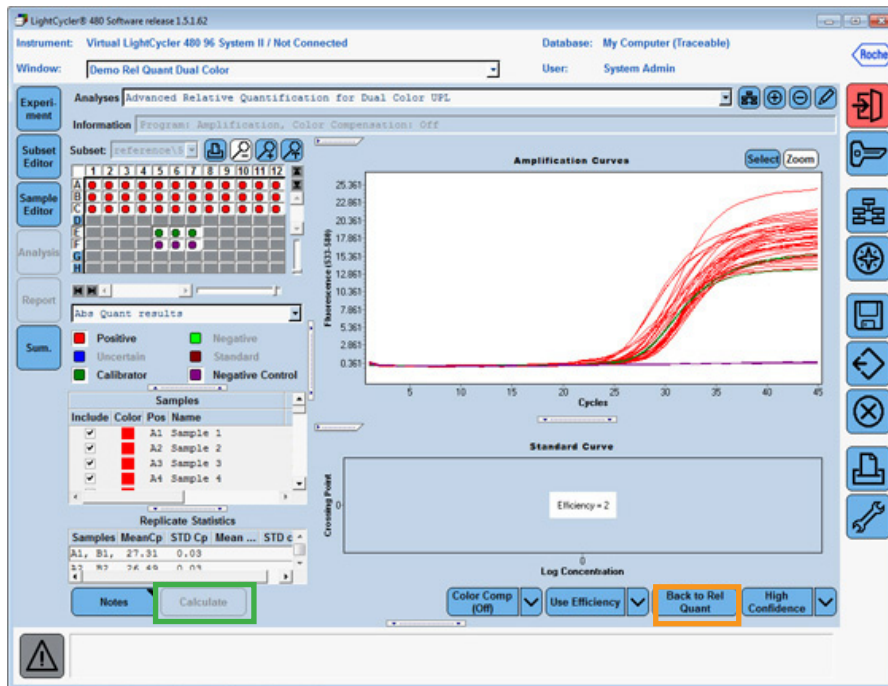 LightCycler® 480 Software release 1.5.1.62
Instrument: Virtual LightCycler 480 96 System II / Not Connected
Database: My Computer (Traceable)
Window: Demo Rel Quant Dual Color
User: System Admin
Roche
Experi-
ment
Subset
Editor
Sample
Editor
Analysis
Report
Sum.
Analyses Advanced Relative Quantification for Dual Color UPL
Information Program: Amplification, Color Compensation: Off
Subset:
1 2 3 4 5 6 7 8 9 10 11 12
A
B
C
D
E
F
G
H
Abs Quant results
Positive Negative
Uncertain Standard
Calibrator Negative Control
Samples
Include Color Pos Name
A1 Sample 1
A2 Sample 2
A3 Sample 3
A4 Sample 4
Replicate Statistics
Samples MeanCp STD Cp Mean ... STD c
A1, B1, 27.31 0.03
A2 B2 26.69 0.03
Notes
Calculate
Amplification Curves
Select Zoom
Fluorescence (533-580)
25.361
22.861
20.361
17.861
15.361
12.861
10.361
7.861
5.361
2.861
0.361
5 10 15 20 25 30 35 40 45
Cycles
Standard Curve
Crossing Point
0
Efficiency = 2
0
Log Concentration
Color Comp
(Off)
Use Efficiency
Back to Rel
Quant
High
Confidence